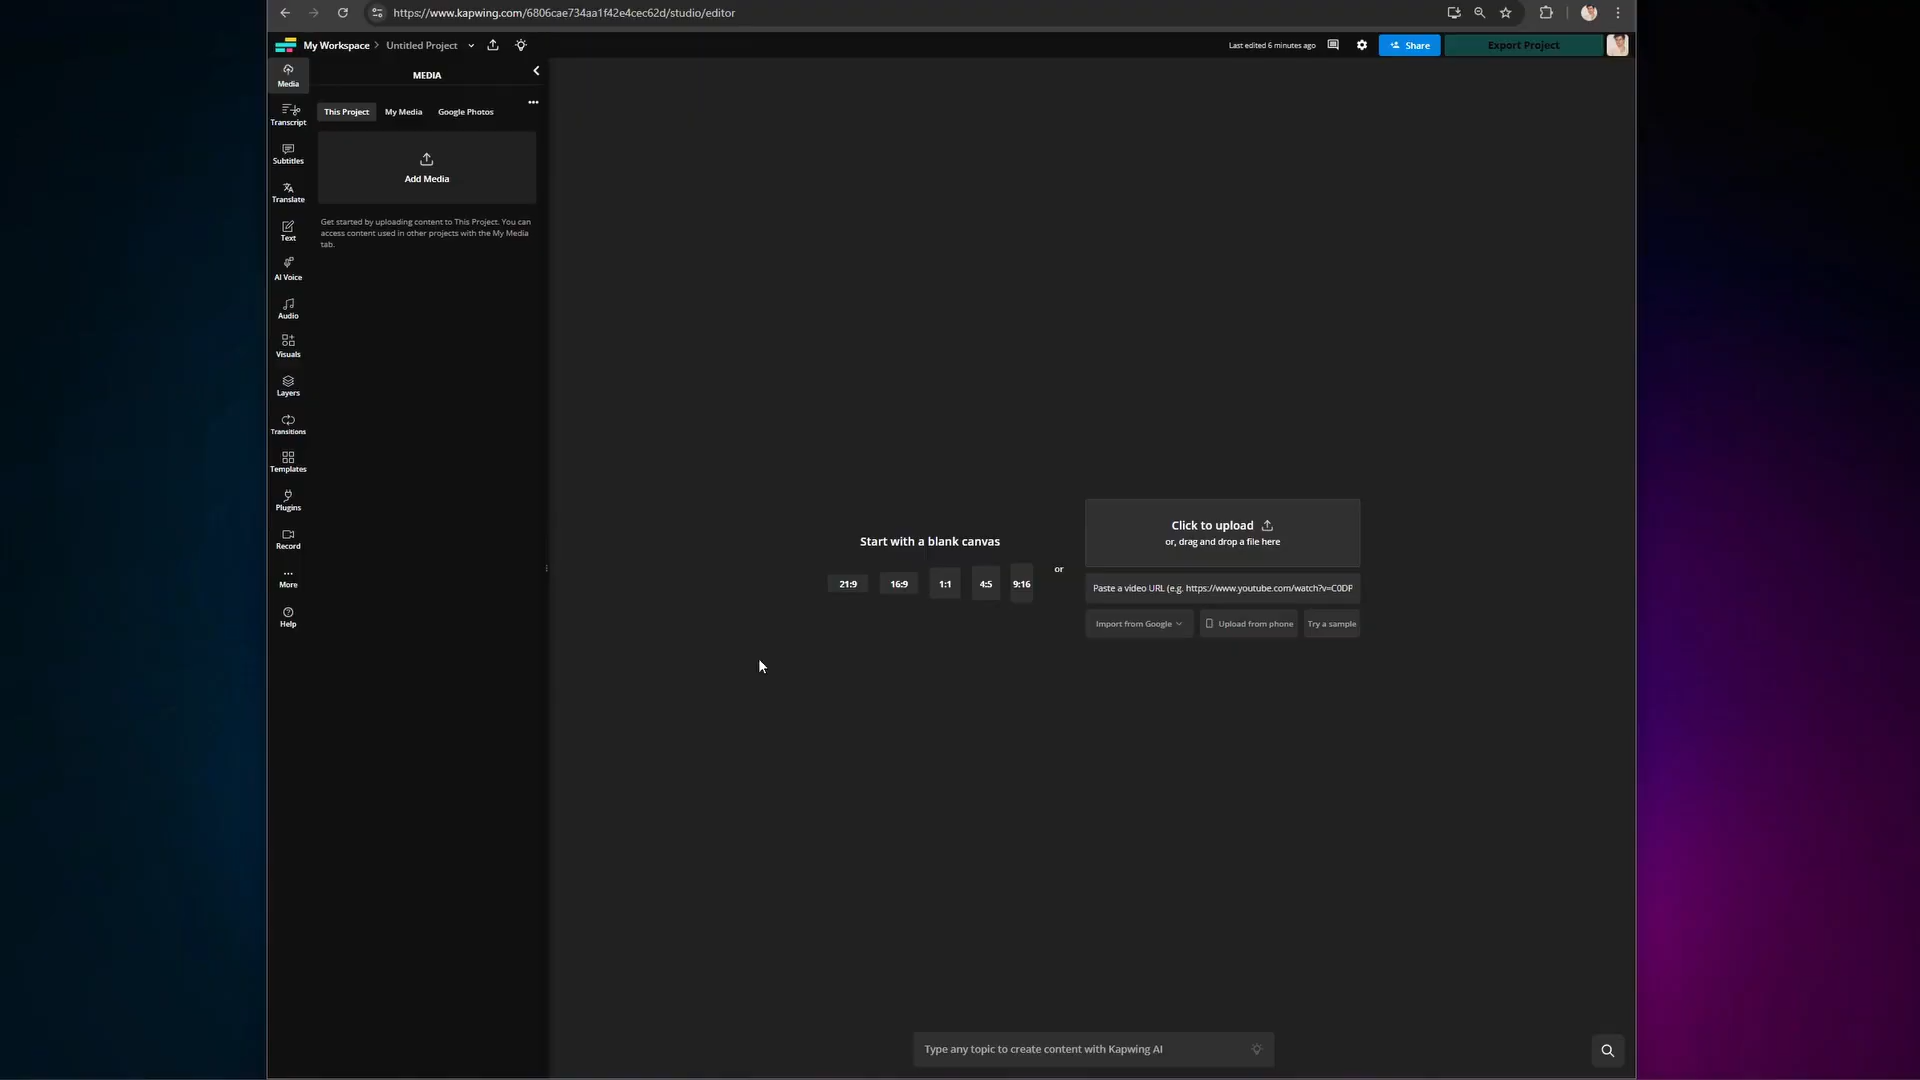 https://www.kapwing.com/6806cae734aa1f42e4cec62d/studio/editor
My Workspace > Untitled Project
Last edited 6 minutes ago
Share
Export Project
Media
Transcript
Subtitles
Translate
Text
AI Voice
Audio
Visuals
Layers
Transitions
Templates
Plugins
Record
More
Help
MEDIA
This Project My Media Google Photos
Add Media
Get started by uploading content to This Project. You can
access content used in other projects with the My Media
tab.
Start with a blank canvas
21:9 16:9 1:1 4:5 9:16
or
Click to upload
or, drag and drop a file here
Paste a video URL (e.g. https://www.youtube.com/watch?v=C0DP
Import from Google
Upload from phone
Try a sample
Type any topic to create content with Kapwing AI